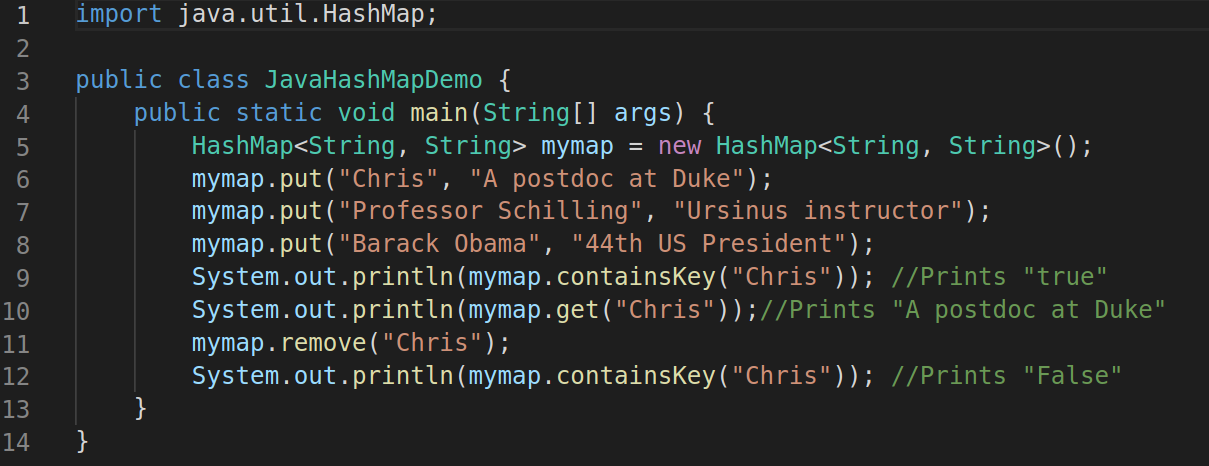 1 import java.util.HashMap;
2
3 public class JavaHashMapDemo {
4     public static void main(String[] args) {
5         HashMap<String, String> mymap = new HashMap<String, String>();
6         mymap.put("Chris", "A postdoc at Duke");
7         mymap.put("Professor Schilling", "Ursinus instructor");
8         mymap.put("Barack Obama", "44th US President");
9         System.out.println(mymap.containsKey("Chris")); //Prints "true"
10         System.out.println(mymap.get("Chris"));//Prints "A postdoc at Duke"
11         mymap.remove("Chris");
12         System.out.println(mymap.containsKey("Chris")); //Prints "False"
13     }
14 }